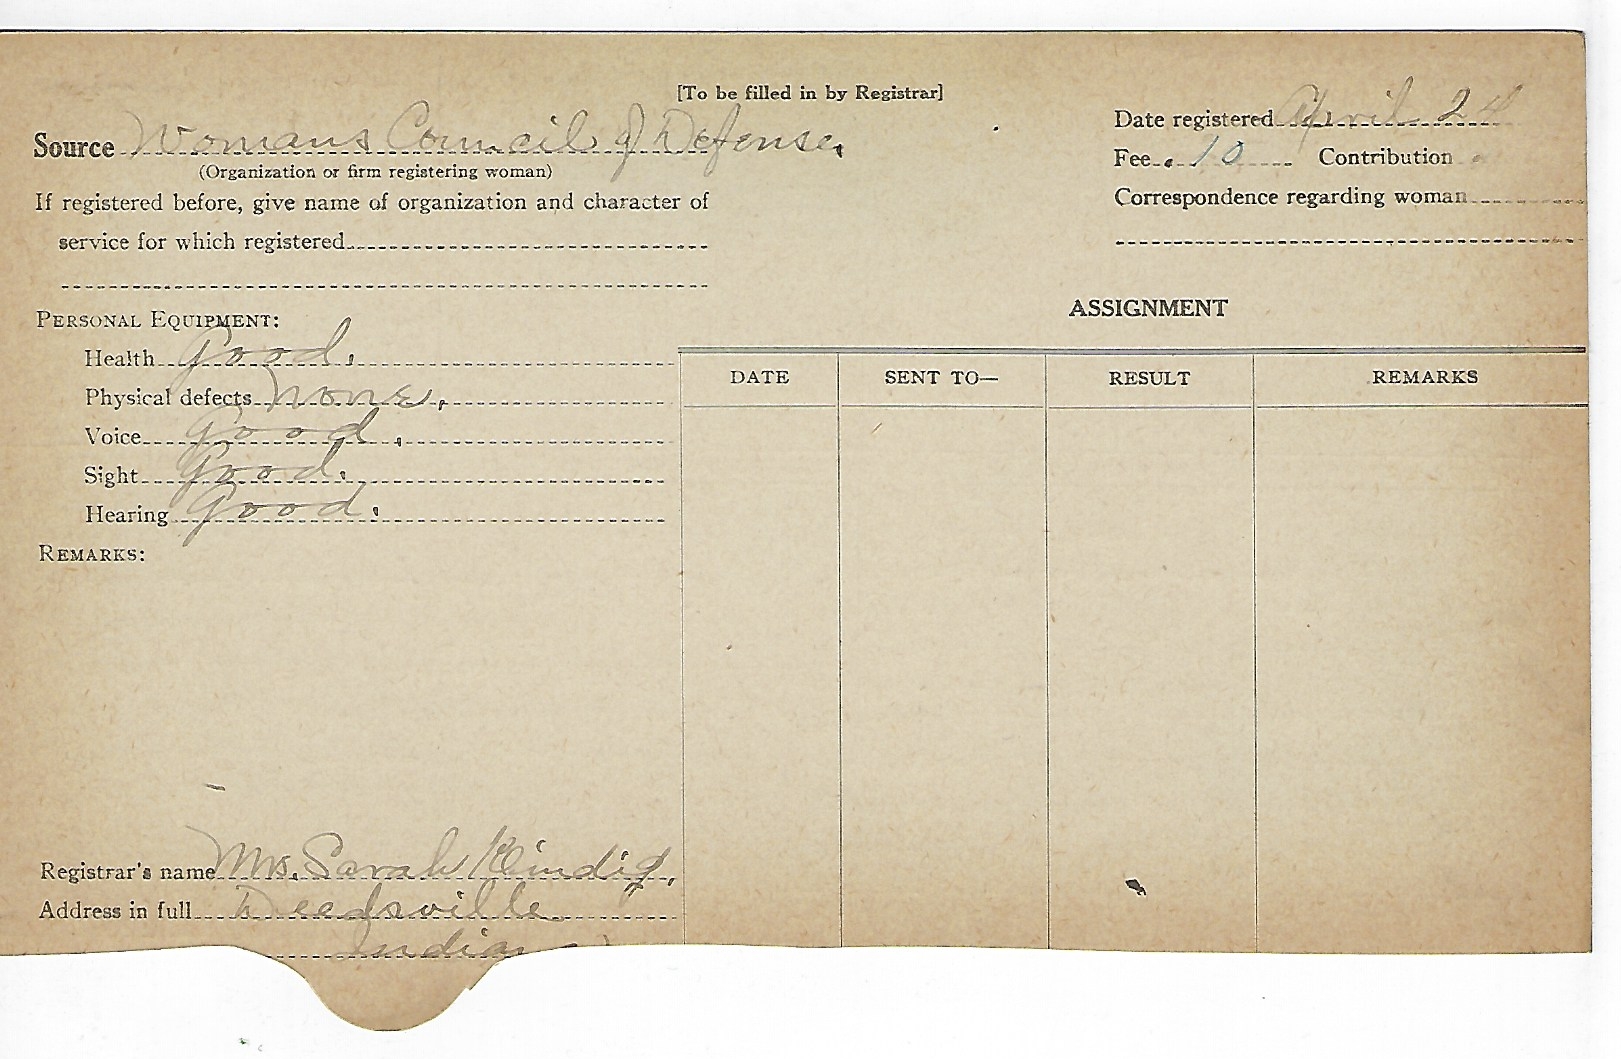 [To be filled in by Registrar]
Source Womans Council of Defense.
(Organization or firm registering woman)
If registered before, give name of organization and character of
service for which registered
PERSONAL EQUIPMENT:
Health Good.
Physical defects None.
Voice Good.
Sight Good.
Hearing Good.
REMARKS:
Registrar's name Mrs. Sarah Kindig.
Address in full Deedsville
Indiana
Date registered April 24
Fee .10 Contribution
Correspondence regarding woman
ASSIGNMENT
DATE SENT TO— RESULT REMARKS